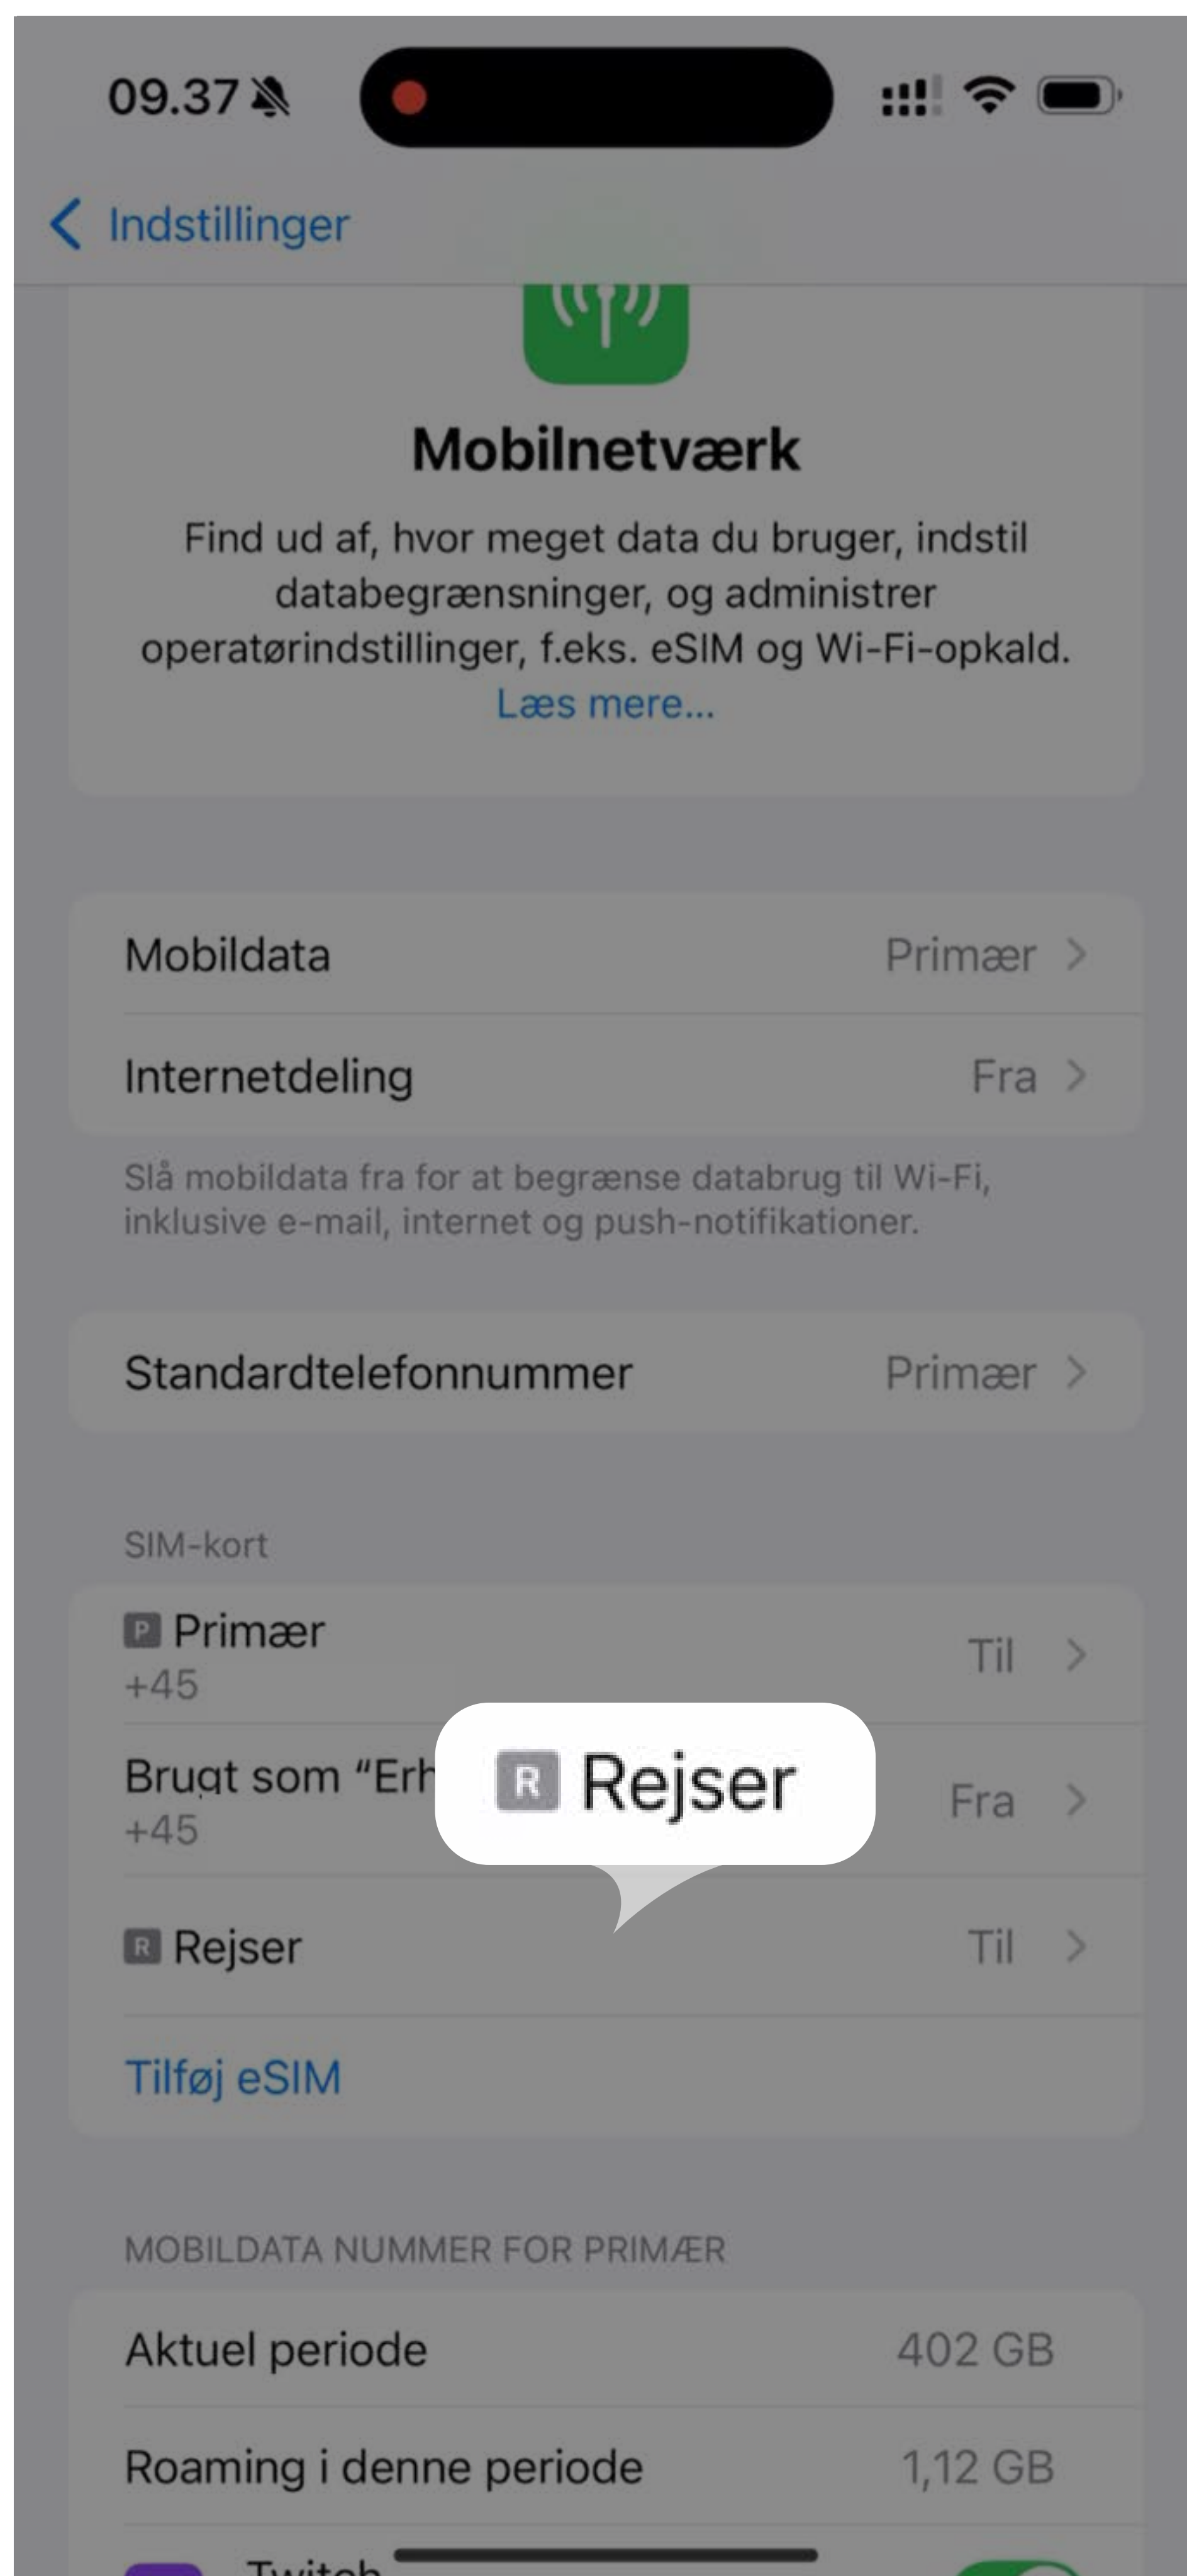 09.37
Indstillinger
Mobilnetværk
Find ud af, hvor meget data du bruger, indstil
databegrænsninger, og administrer
operatørindstillinger, f.eks. eSIM og Wi-Fi-opkald.
Læs mere...
Mobildata Primær
Internetdeling Fra
Slå mobildata fra for at begrænse databrug til Wi-Fi,
inklusive e-mail, internet og push-notifikationer.
Standardtelefonnummer Primær
SIM-kort
P Primær Til
+45
Brugt som “Erh Fra
+45
R Rejser
R Rejser Til
Tilføj eSIM
MOBILDATA NUMMER FOR PRIMÆR
Aktuel periode 402 GB
Roaming i denne periode 1,12 GB
Twitch